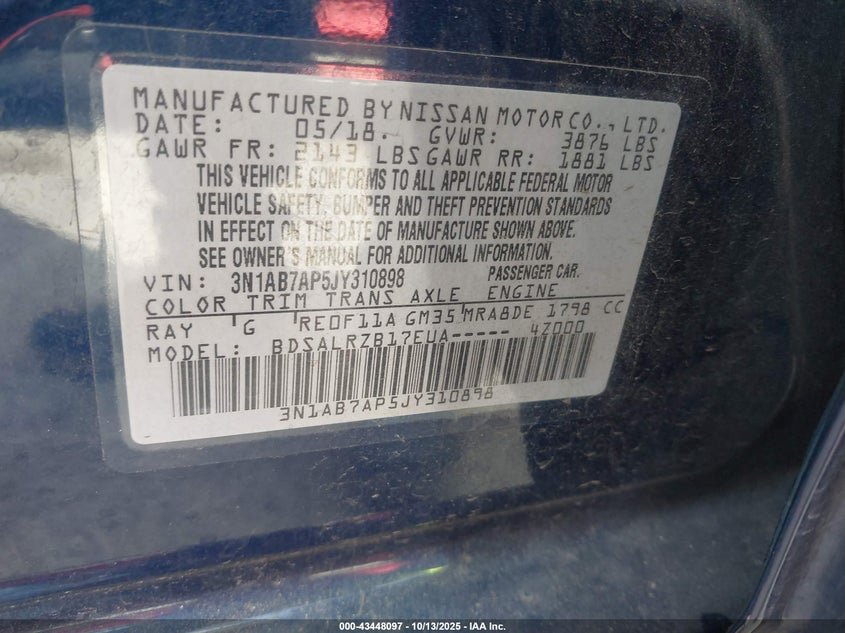 MANUFACTURED BY NISSAN MOTOR CO., LTD.
DATE: 05/18 GVWR: 3876 LBS
GAWR FR: 2143 LBS GAWR RR: 1881 LBS
THIS VEHICLE CONFORMS TO ALL APPLICABLE FEDERAL MOTOR
VEHICLE SAFETY, BUMPER AND THEFT PREVENTION STANDARDS
IN EFFECT ON THE DATE OF MANUFACTURE SHOWN ABOVE.
SEE OWNER'S MANUAL FOR ADDITIONAL INFORMATION.
VIN: 3N1AB7AP5JY310898 PASSENGER CAR.
COLOR TRIM TRANS AXLE ENGINE
RAY G RE0F11A GM35 MRA8DE 1798 CC
MODEL: BDSALRZB17EUA----- 4Z000
3N1AB7AP5JY310898
000-43448097 - 10/13/2025 - IAA Inc.